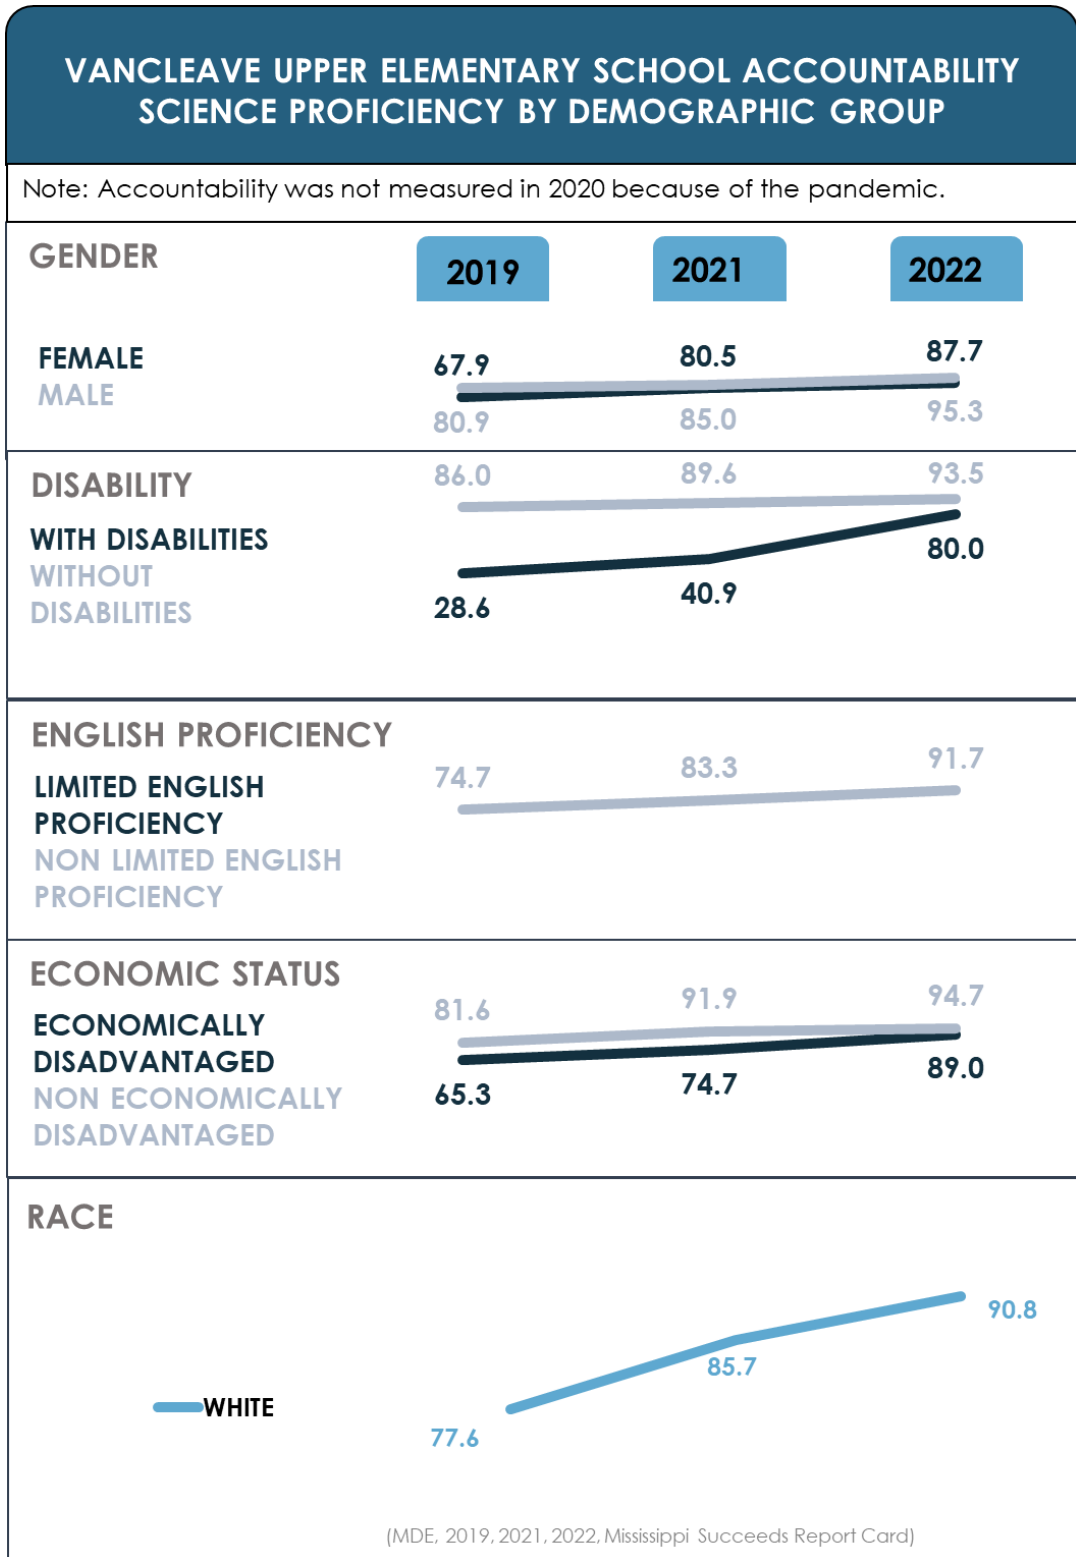 VANCLEAVE UPPER ELEMENTARY SCHOOL ACCOUNTABILITY
SCIENCE PROFICIENCY BY DEMOGRAPHIC GROUP
Note: Accountability was not measured in 2020 because of the pandemic.
GENDER
2019 2021 2022
FEMALE
67.9 80.5 87.7
MALE
80.9 85.0 95.3
DISABILITY
86.0 89.6 93.5
WITH DISABILITIES
WITHOUT
DISABILITIES
28.6 40.9 80.0
ENGLISH PROFICIENCY
74.7 83.3 91.7
LIMITED ENGLISH
PROFICIENCY
NON LIMITED ENGLISH
PROFICIENCY
ECONOMIC STATUS
81.6 91.9 94.7
ECONOMICALLY
DISADVANTAGED
NON ECONOMICALLY
DISADVANTAGED
65.3 74.7 89.0
RACE
90.8
85.7
WHITE
77.6
(MDE, 2019, 2021, 2022, Mississippi Succeeds Report Card)